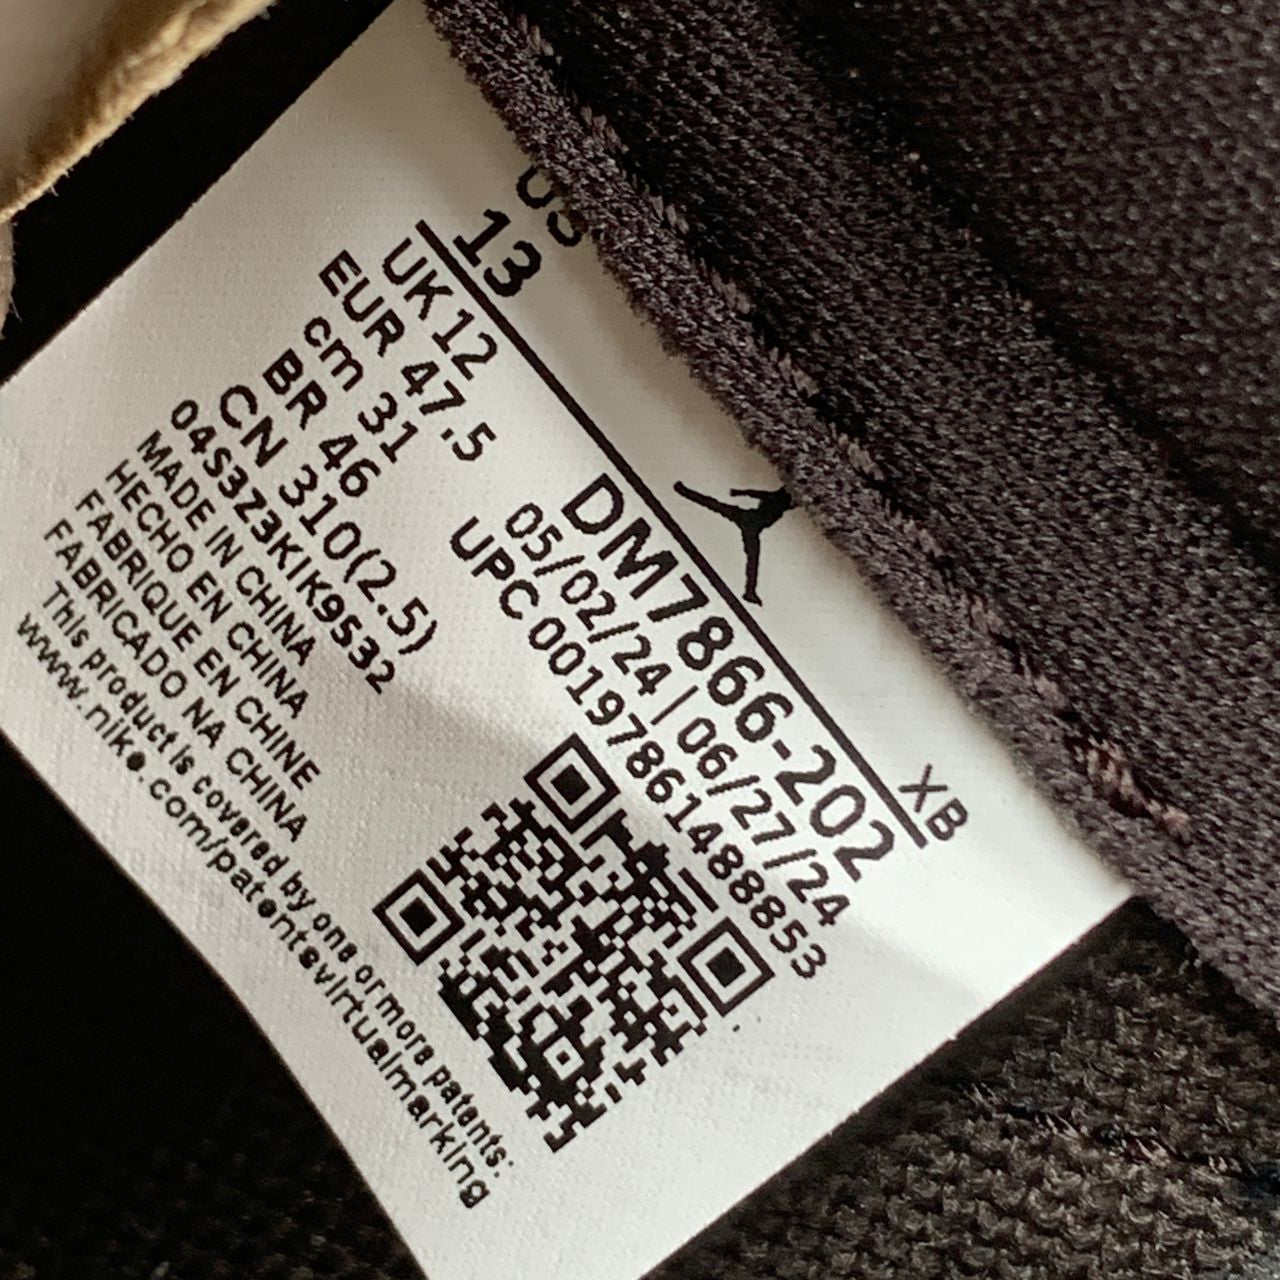 US
13
UK 12
EUR 47.5
cm 31
BR 46
CN 310(2.5)
04S3Z3KIK9S32
MADE IN CHINA
HECHO EN CHINA
FABRIQUE EN CHINE
FABRICADO NA CHINA
This product is covered by one or more patents:
www.nike.com/patentsvirtualmarking
DM7866-202
05/02/24 | 06/27/24
UPC 00197861488853
XB